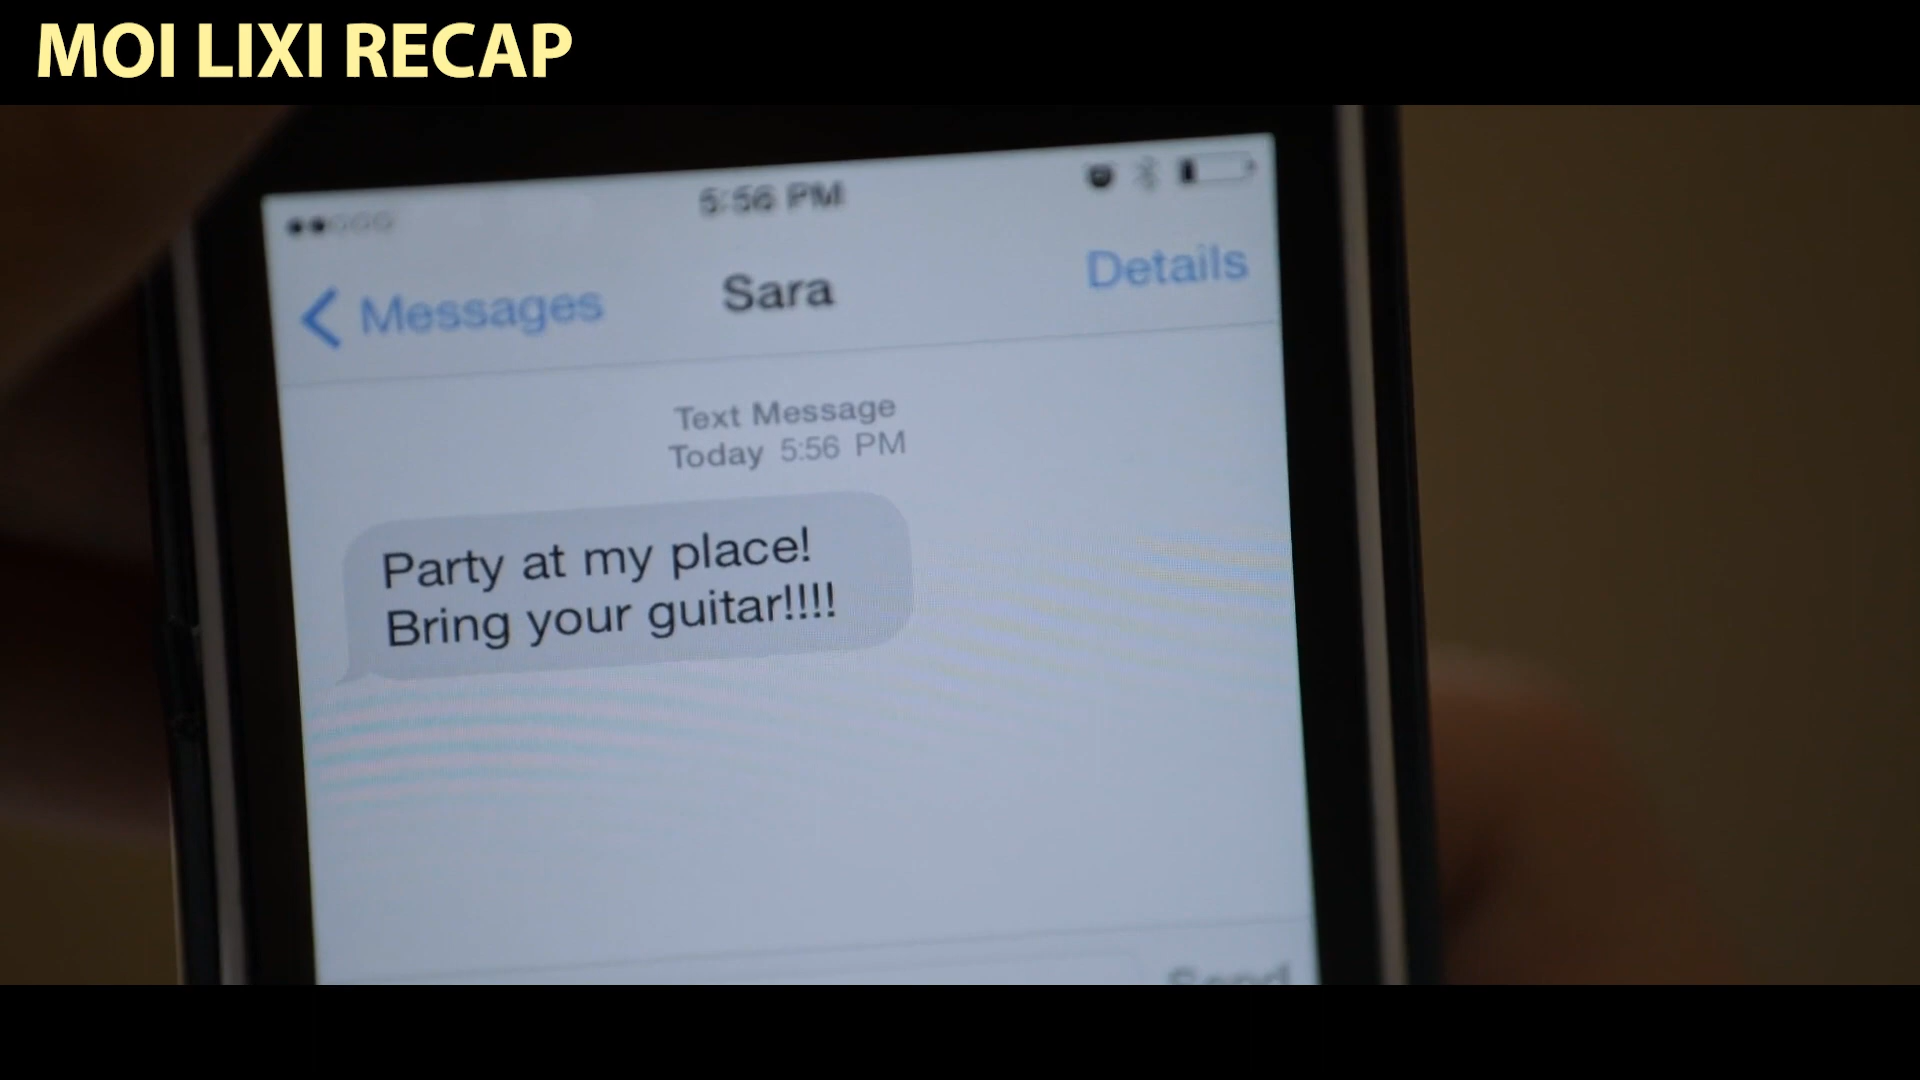 MOI LIXI RECAP
5:56 PM
Messages
Sara
Details
Text Message
Today 5:56 PM
Party at my place!
Bring your guitar!!!!
Send